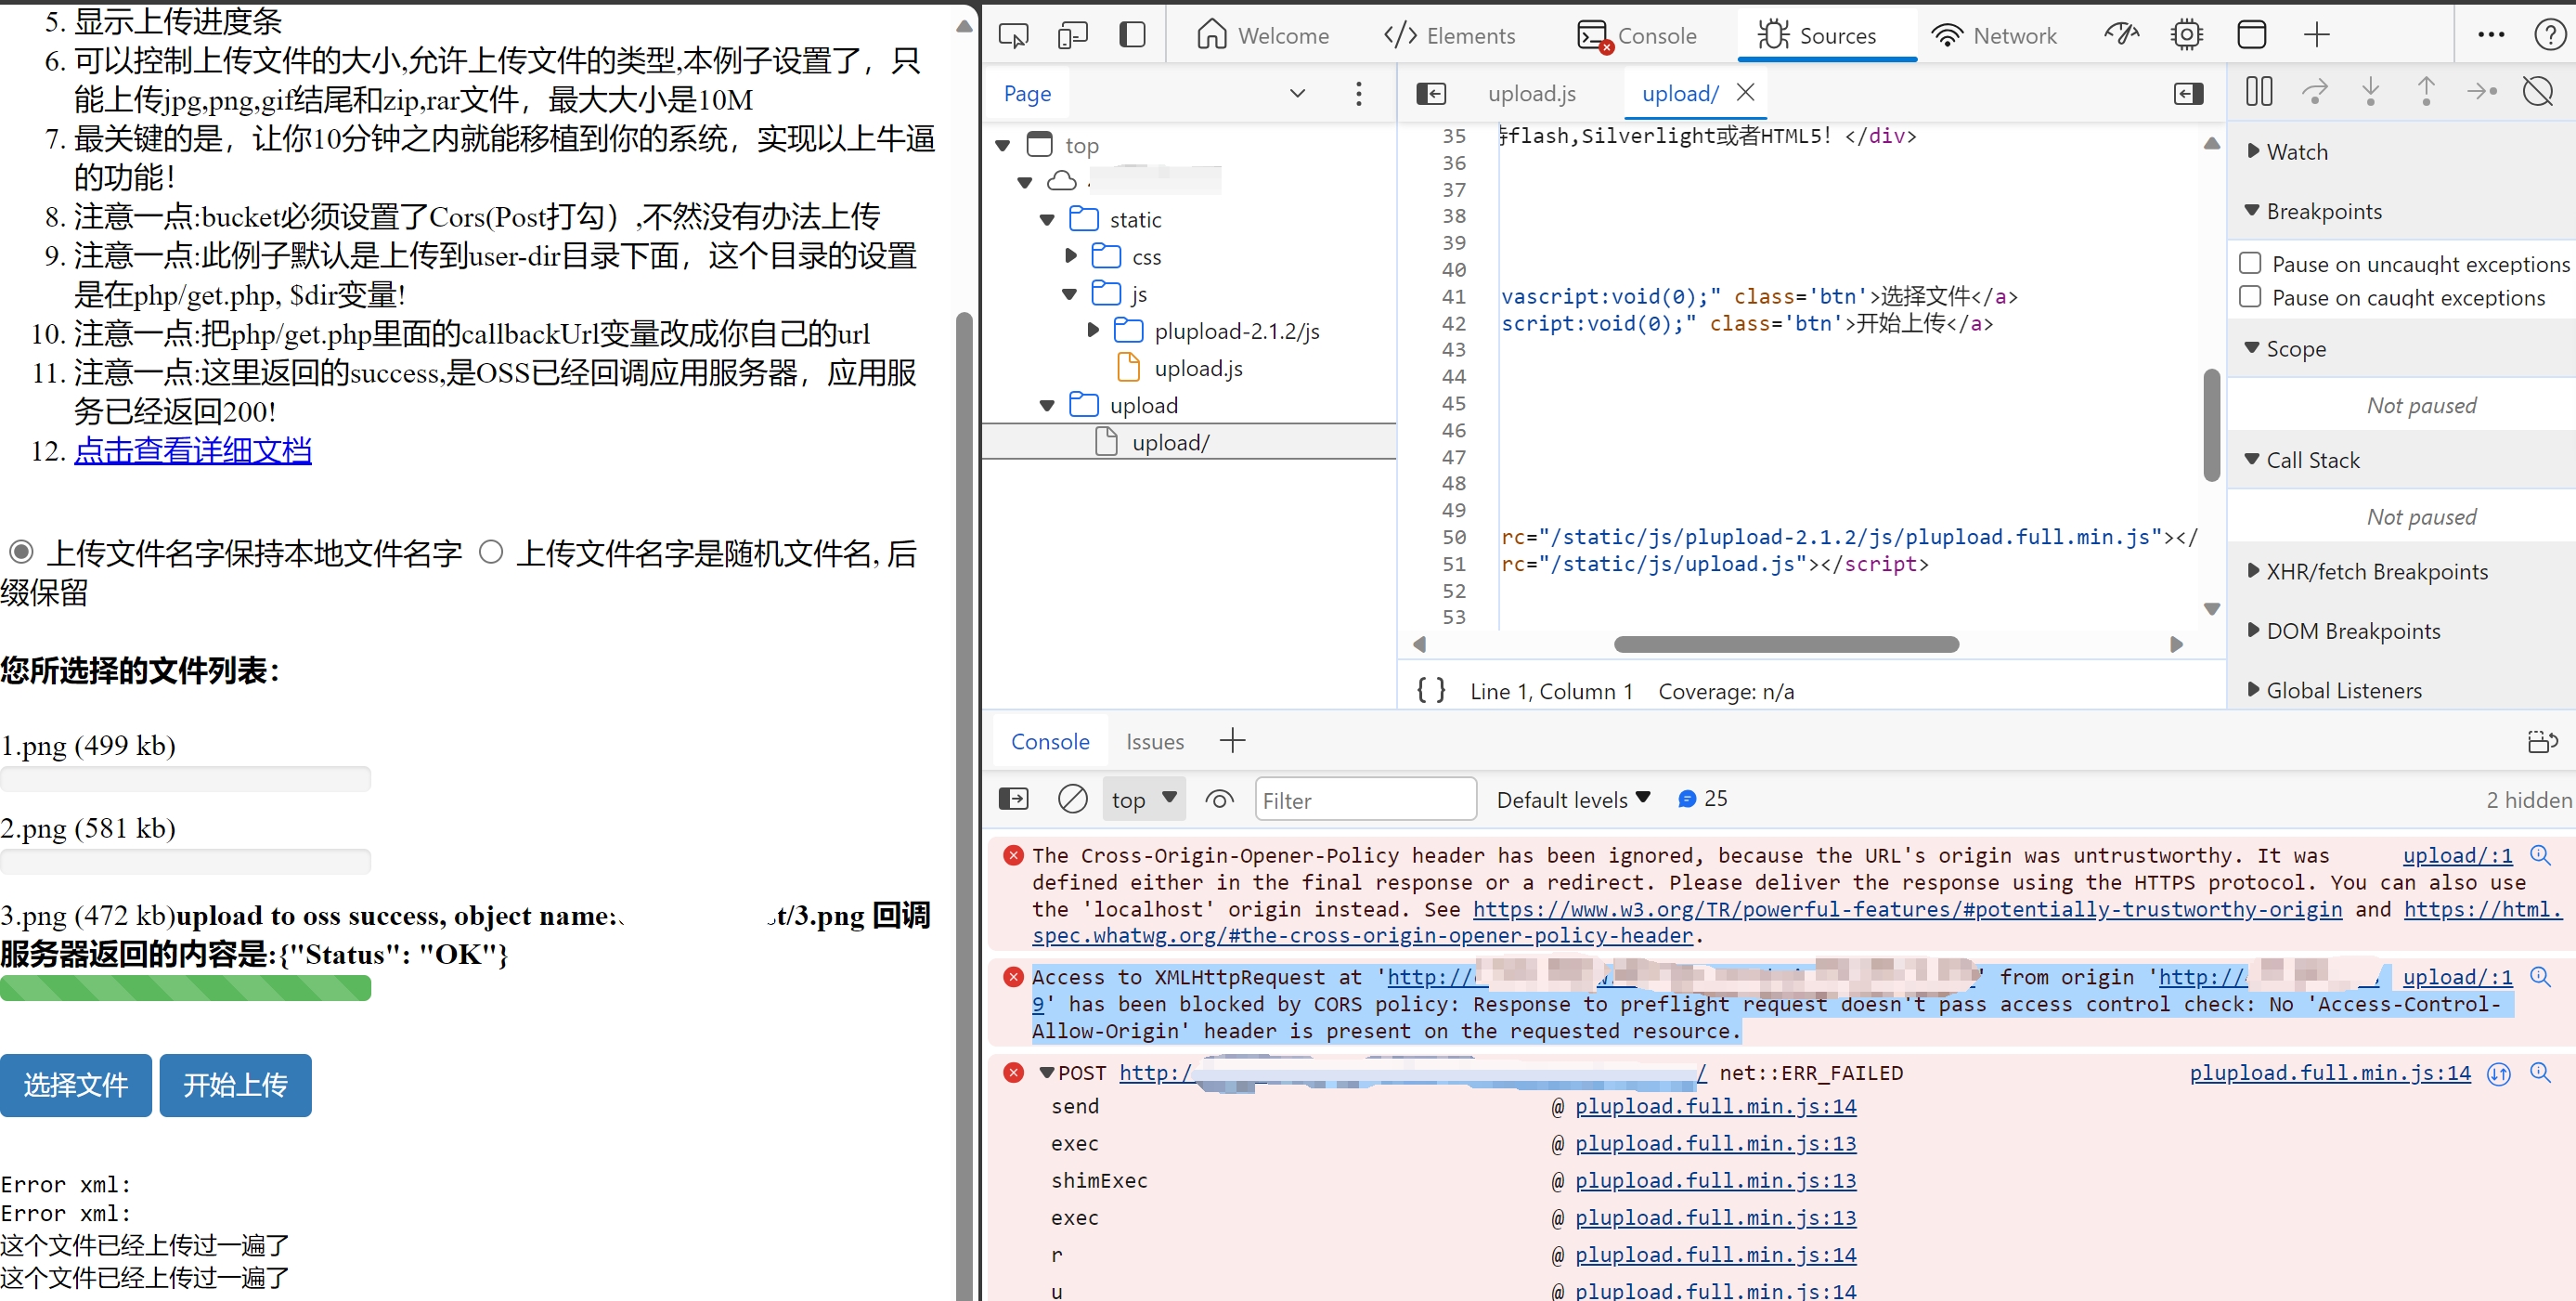 5. 显示上传进度条
6. 可以控制上传文件的大小,允许上传文件的类型,本例子设置了，只
能上传jpg,png,gif结尾和zip,rar文件，最大大小是10M
7. 最关键的是，让你10分钟之内就能移植到你的系统，实现以上牛逼
的功能！
8. 注意一点:bucket必须设置了Cors(Post打勾）,不然没有办法上传
9. 注意一点:此例子默认是上传到user-dir目录下面，这个目录的设置
是在php/get.php, $dir变量!
10. 注意一点:把php/get.php里面的callbackUrl变量改成你自己的url
11. 注意一点:这里返回的success,是OSS已经回调应用服务器，应用服
务已经返回200!
12. 点击查看详细文档
上传文件名字保持本地文件名字 上传文件名字是随机文件名, 后
缀保留
您所选择的文件列表：
1.png (499 kb)
2.png (581 kb)
3.png (472 kb)upload to oss success, object name: t/3.png 回调
服务器返回的内容是:{"Status": "OK"}
选择文件 开始上传
Error xml:
Error xml:
这个文件已经上传过一遍了
这个文件已经上传过一遍了
Welcome Elements Console Sources Network
Page
top
static
css
js
plupload-2.1.2/js
upload.js
upload
upload/
upload.js upload/
35 flash,Silverlight或者HTML5！</div>
36
37
38
39
40
41 vascript:void(0);" class='btn'>选择文件</a>
42 script:void(0);" class='btn'>开始上传</a>
43
44
45
46
47
48
49
50 rc="/static/js/plupload-2.1.2/js/plupload.full.min.js"></
51 rc="/static/js/upload.js"></script>
52
53
{ } Line 1, Column 1 Coverage: n/a
Watch
Breakpoints
Pause on uncaught exceptions
Pause on caught exceptions
Scope
Not paused
Call Stack
Not paused
XHR/fetch Breakpoints
DOM Breakpoints
Global Listeners
Console Issues
top Filter Default levels 25 2 hidden
The Cross-Origin-Opener-Policy header has been ignored, because the URL's origin was untrustworthy. It was upload/:1
defined either in the final response or a redirect. Please deliver the response using the HTTPS protocol. You can also use
the 'localhost' origin instead. See https://www.w3.org/TR/powerful-features/#potentially-trustworthy-origin and https://html.
spec.whatwg.org/#the-cross-origin-opener-policy-header.
Access to XMLHttpRequest at 'http:// ' from origin 'http:// upload/:1
9' has been blocked by CORS policy: Response to preflight request doesn't pass access control check: No 'Access-Control-
Allow-Origin' header is present on the requested resource.
POST http:/ / net::ERR_FAILED plupload.full.min.js:14
send @ plupload.full.min.js:14
exec @ plupload.full.min.js:13
shimExec @ plupload.full.min.js:13
exec @ plupload.full.min.js:13
r @ plupload.full.min.js:14
u @ plupload.full.min.js:14